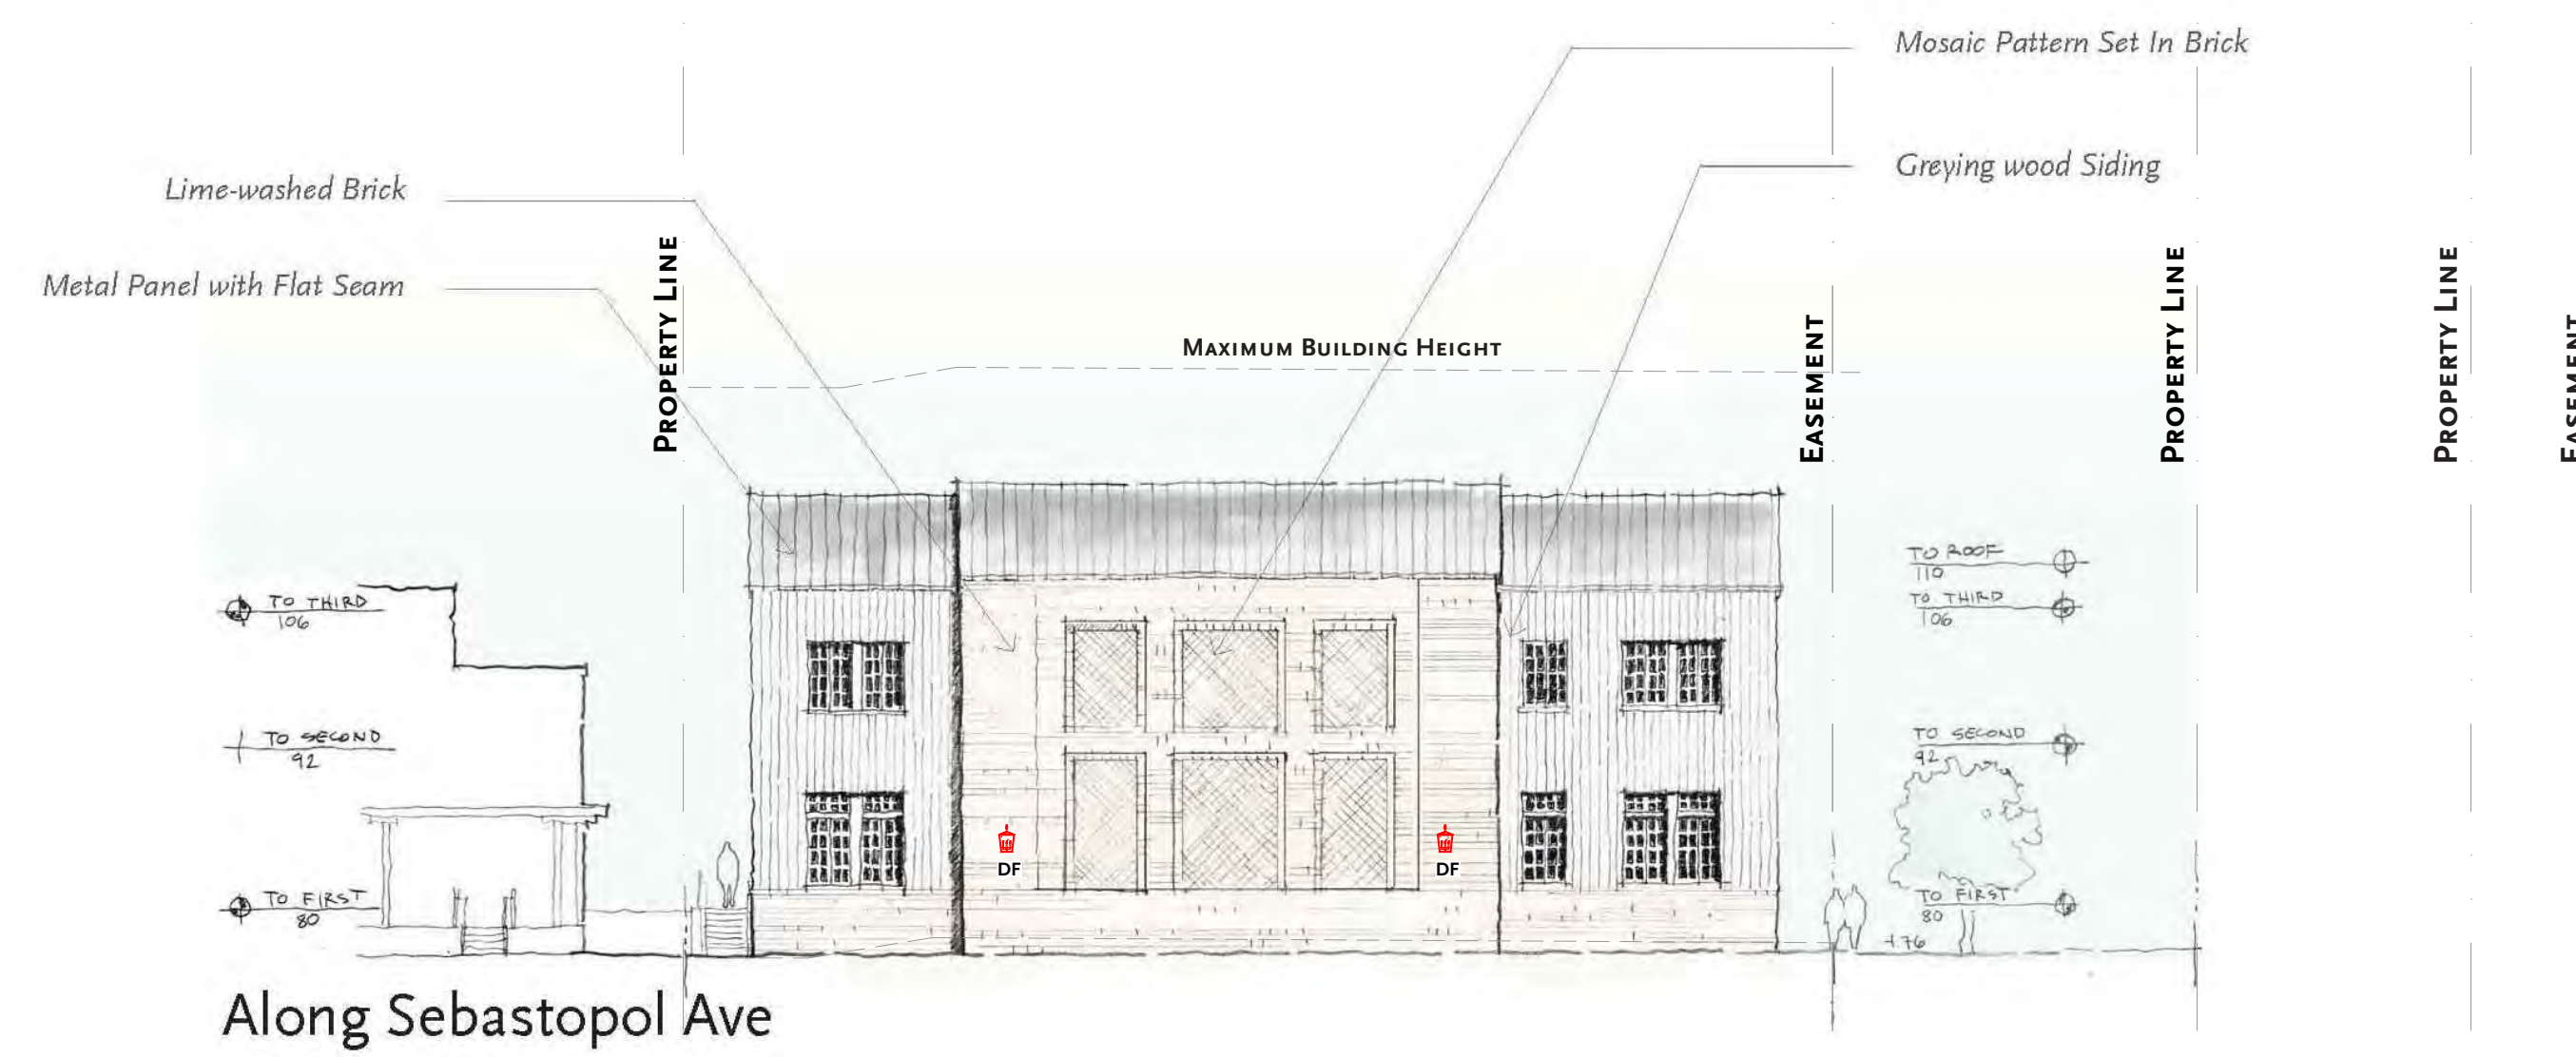 Mosaic Pattern Set In Brick
Greying wood Siding
Lime-washed Brick
Metal Panel with Flat Seam
PROPERTY LINE
MAXIMUM BUILDING HEIGHT
EASEMENT
PROPERTY LINE
PROPERTY LINE
EASEMENT
TO ROOF
110
TO THIRD
106
TO THIRD
106
TO SECOND
92
TO SECOND
92
DF
DF
TO FIRST
80
TO FIRST
80
+76
Along Sebastopol Ave